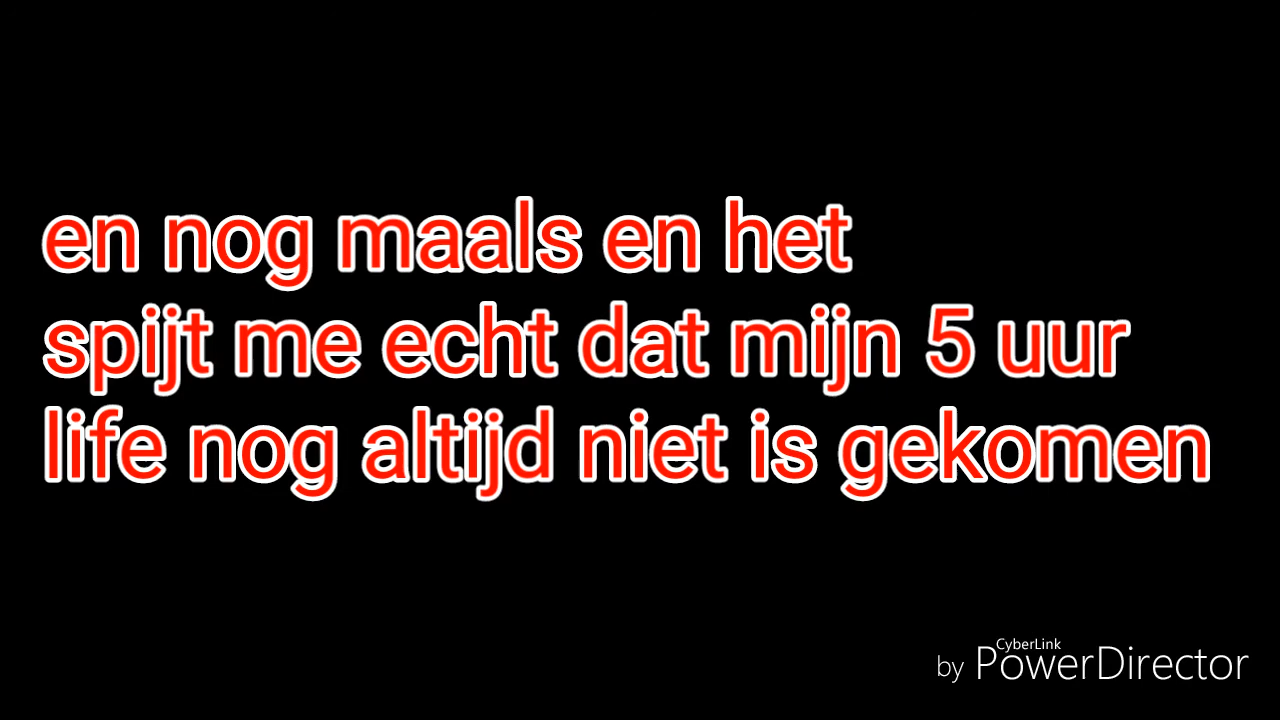 en nog maals en het
spijt me echt dat mijn 5 uur
life nog altijd niet is gekomen
CyberLink
by PowerDirector